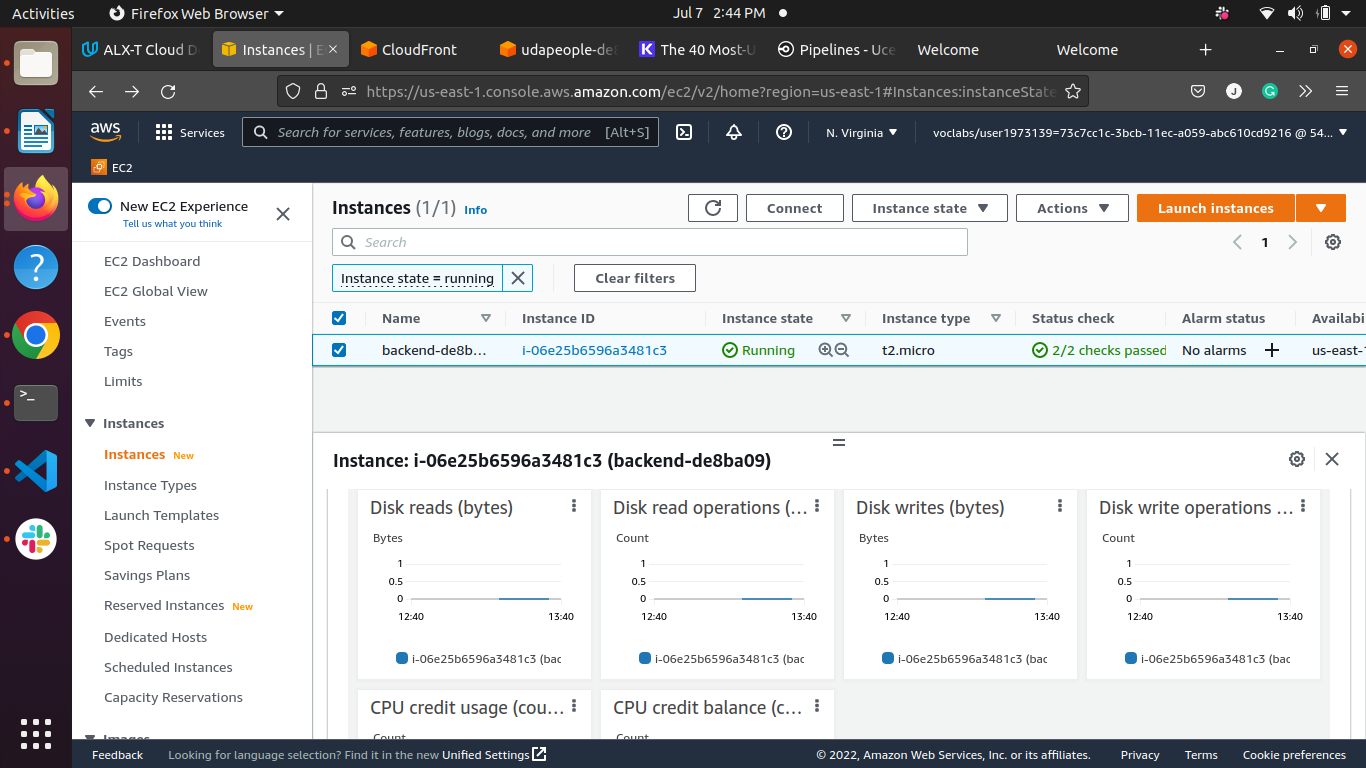 Activities Firefox Web Browser Jul 7 2:44 PM
ALX-T Cloud D Instances | E CloudFront udapeople-de8 The 40 Most-U Pipelines - Uce Welcome Welcome
https://us-east-1.console.aws.amazon.com/ec2/v2/home?region=us-east-1#Instances:instanceState
aws Services Search for services, features, blogs, docs, and more [Alt+S] N. Virginia voclabs/user1973139=73c7cc1c-3bcb-11ec-a059-abc610cd9216 @ 54...
EC2
New EC2 Experience
Tell us what you think
EC2 Dashboard
EC2 Global View
Events
Tags
Limits
Instances
Instances New
Instance Types
Launch Templates
Spot Requests
Savings Plans
Reserved Instances New
Dedicated Hosts
Scheduled Instances
Capacity Reservations
Images
Instances (1/1) Info Connect Instance state Actions Launch instances
Search 1
Instance state = running Clear filters
Name Instance ID Instance state Instance type Status check Alarm status Availabi
backend-de8b... i-06e25b6596a3481c3 Running t2.micro 2/2 checks passed No alarms us-east-1
Instance: i-06e25b6596a3481c3 (backend-de8ba09)
Disk reads (bytes) Disk read operations (... Disk writes (bytes) Disk write operations ...
Bytes Count Bytes Count
1 1 1 1
0.5 0.5 0.5 0.5
0 0 0 0
12:40 13:40 12:40 13:40 12:40 13:40 12:40 13:40
i-06e25b6596a3481c3 (bac i-06e25b6596a3481c3 (bac i-06e25b6596a3481c3 (bac i-06e25b6596a3481c3 (bac
CPU credit usage (cou... CPU credit balance (c...
Count Count
Feedback Looking for language selection? Find it in the new Unified Settings © 2022, Amazon Web Services, Inc. or its affiliates. Privacy Terms Cookie preferences